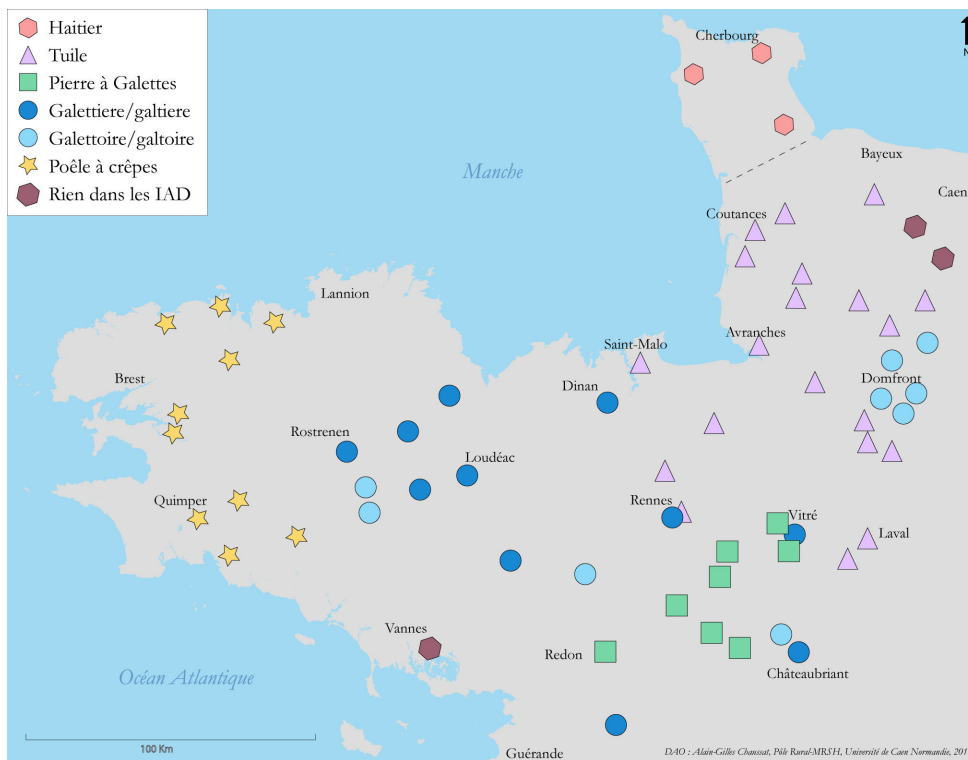 Haitier
Tuile
Pierre à Galettes
Galettiere/galtiere
Galettoire/galtoire
Poêle à crêpes
Rien dans les IAD
Cherbourg
N
Manche
Bayeux
Caen
Coutances
Lannion
Avranches
Saint-Malo
Brest
Dinan
Domfront
Rostrenen
Loudéac
Quimper
Rennes
Vitré
Laval
Vannes
Redon
Océan Atlantique
Châteaubriant
100 Km
Guérande
DAO : Alain-Gilles Chaussat, Pôle Rural-MRSH, Université de Caen Normandie, 201